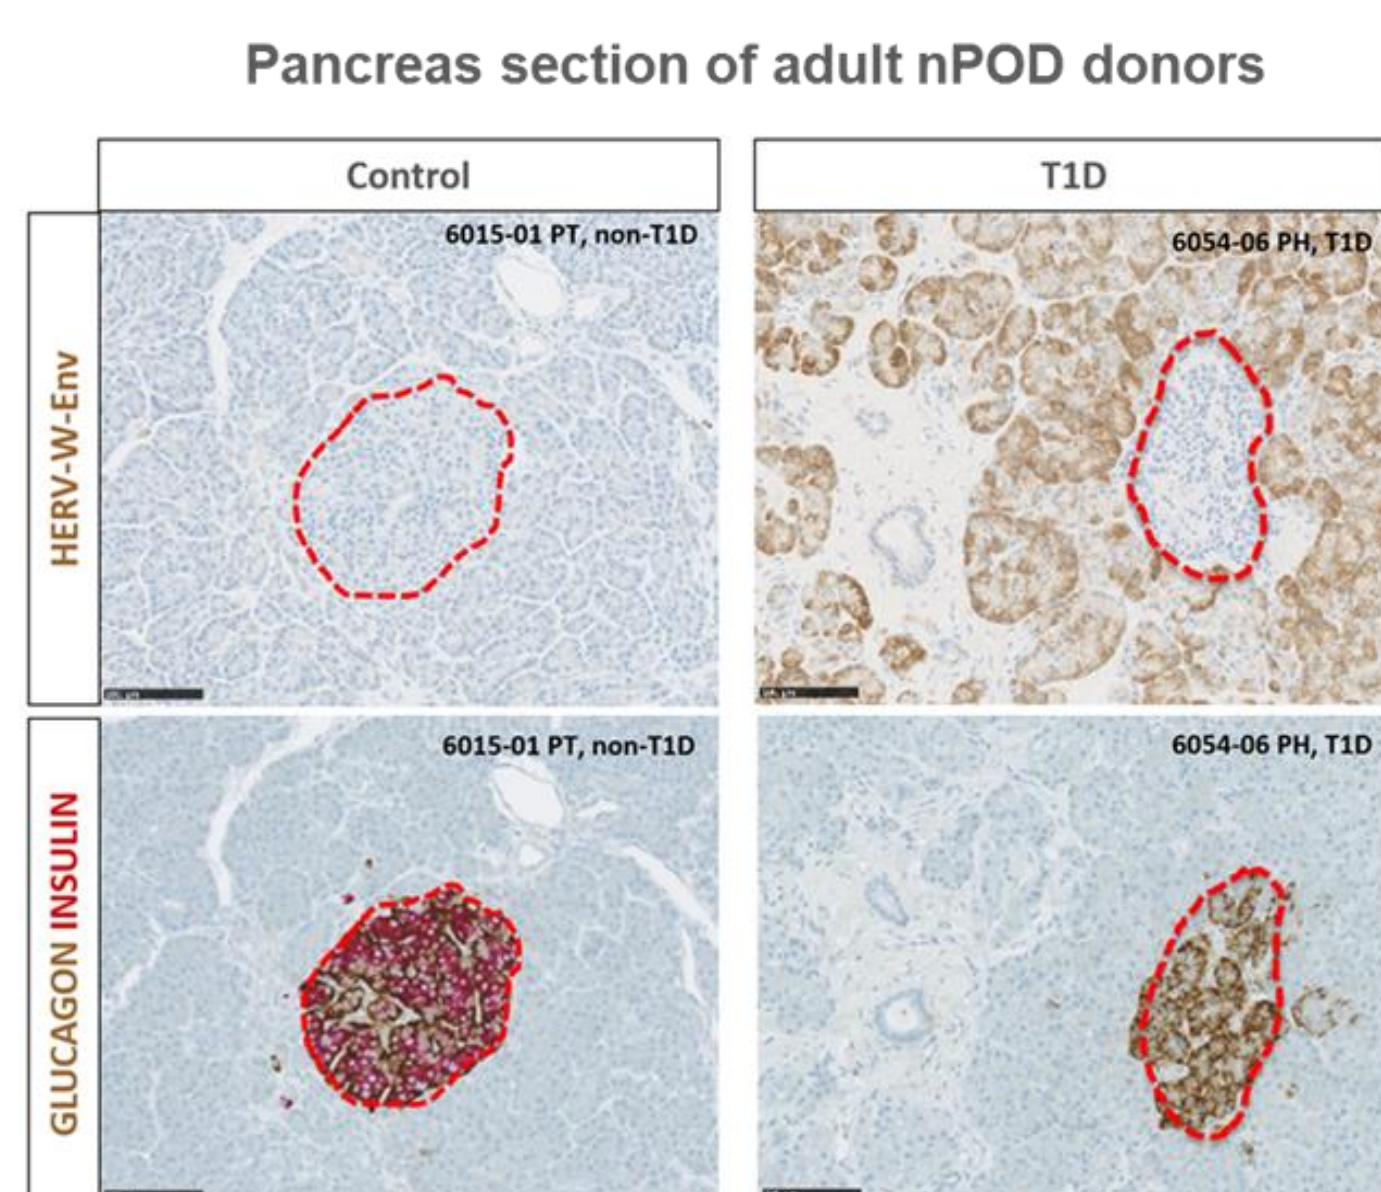 Pancreas section of adult nPOD donors
Control
T1D
HERV-W-Env
6015-01 PT, non-T1D
6054-06 PH, T1D
GLUCAGON INSULIN
6015-01 PT, non-T1D
6054-06 PH, T1D